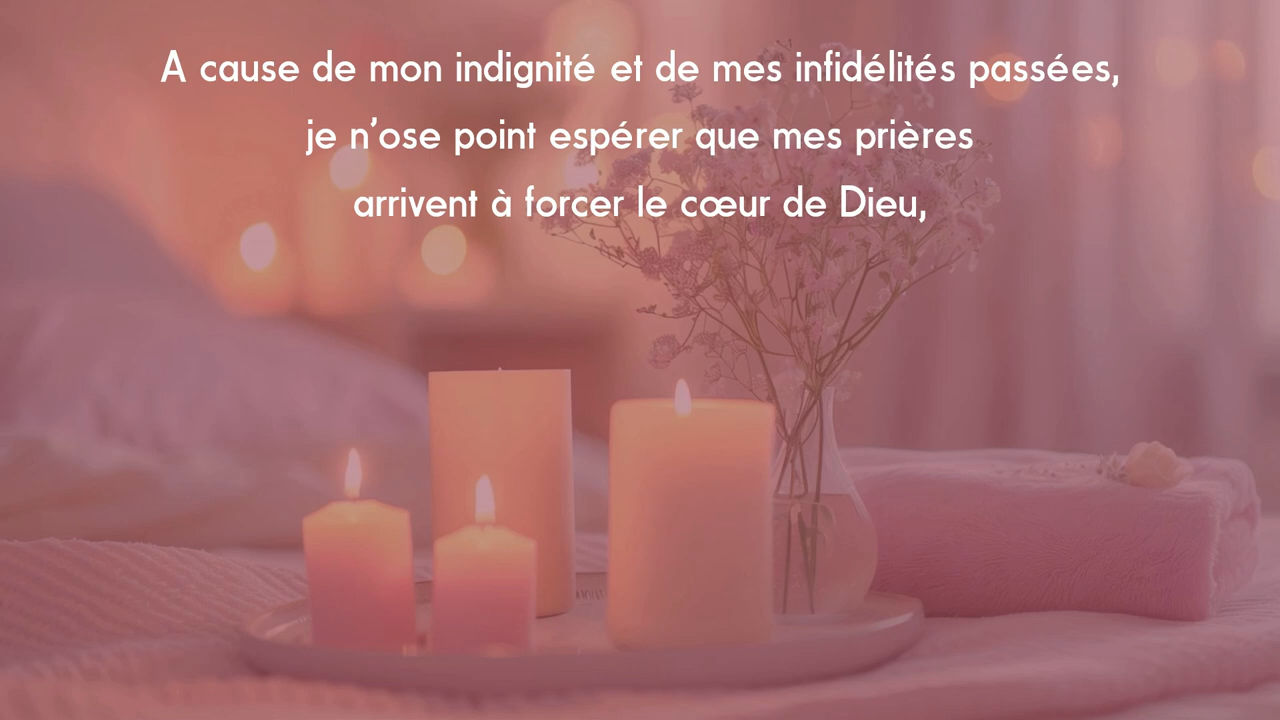 A cause de mon indignité et de mes infidélités passées,
je n’ose point espérer que mes prières
arrivent à forcer le cœur de Dieu,